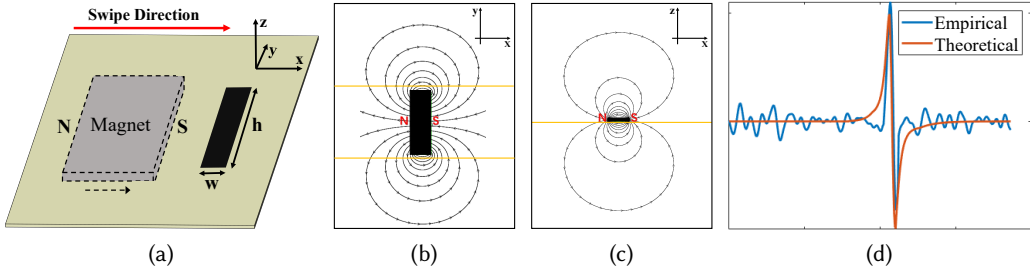 Swipe Direction
z
y
x
N
Magnet
S
h
w
(a)
y
x
N
S
(b)
z
x
N
S
(c)
Empirical
Theoretical
(d)